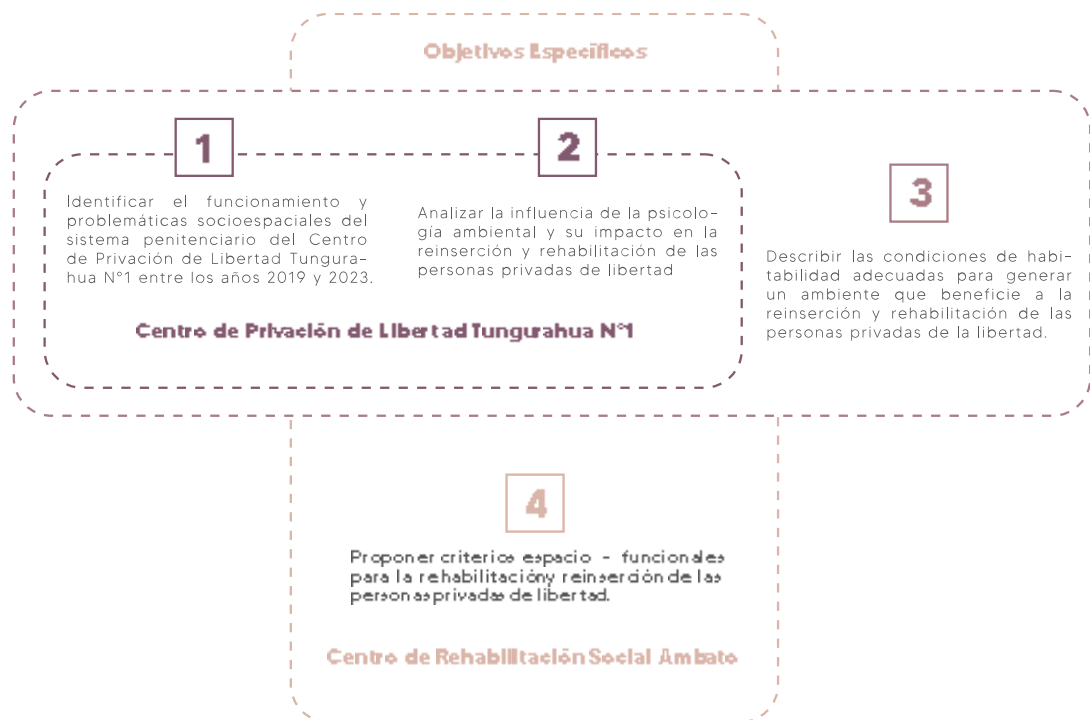 Objetivos Específicos
1
Identificar el funcionamiento y
problemáticas socioespaciales del
sistema penitenciario del Centro
de Privación de Libertad Tungura-
hua N°1 entre los años 2019 y 2023.
2
Analizar la influencia de la psicolo-
gía ambiental y su impacto en la
reinserción y rehabilitación de las
personas privadas de libertad
Centro de Privación de Libertad Tungurahua N°1
3
Describir las condiciones de habi-
tabilidad adecuadas para generar
un ambiente que beneficie a la
reinserción y rehabilitación de las
personas privadas de la libertad.
4
Proponer criterios espacio - funcionales
para la rehabilitación y reinserción de las
personas privadas de libertad.
Centro de Rehabilitación Social Ambato